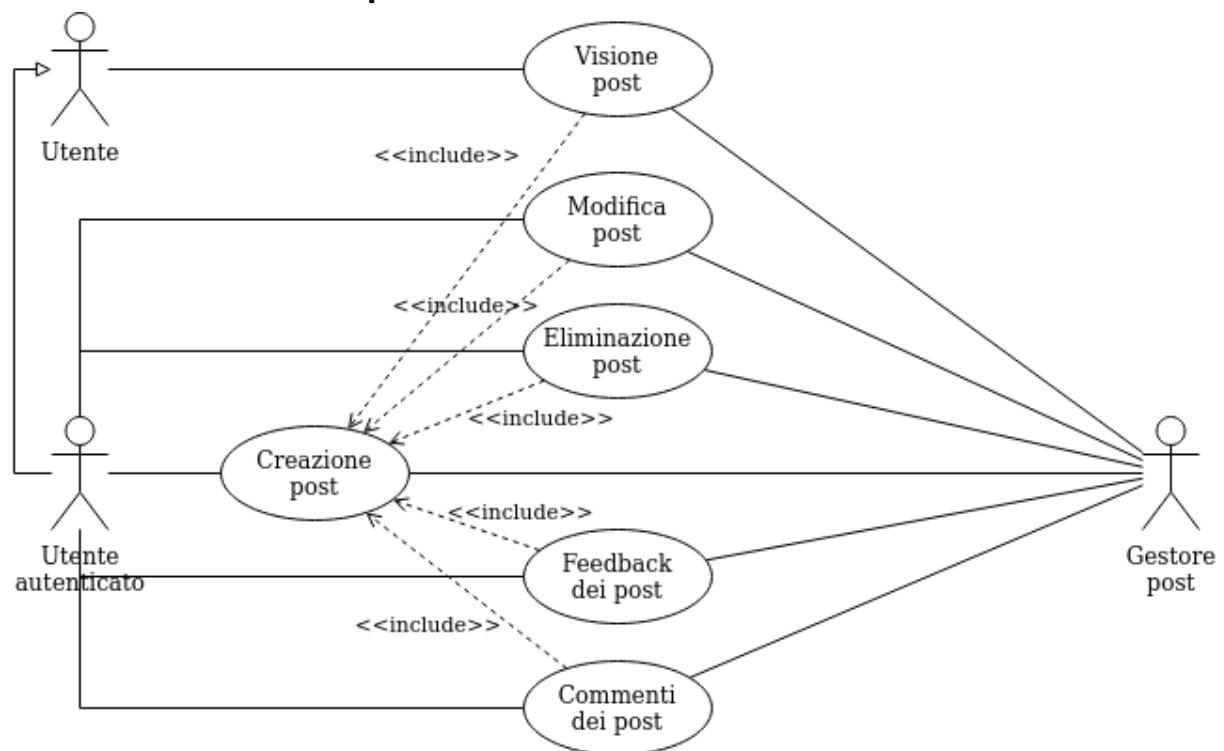 Visione
post
Utente
<<include>>
Modifica
post
<<include>>
Eliminazione
post
<<include>>
Creazione
post
<<include>>
Utente
autenticato
Feedback
dei post
Gestore
post
<<include>>
Commenti
dei post